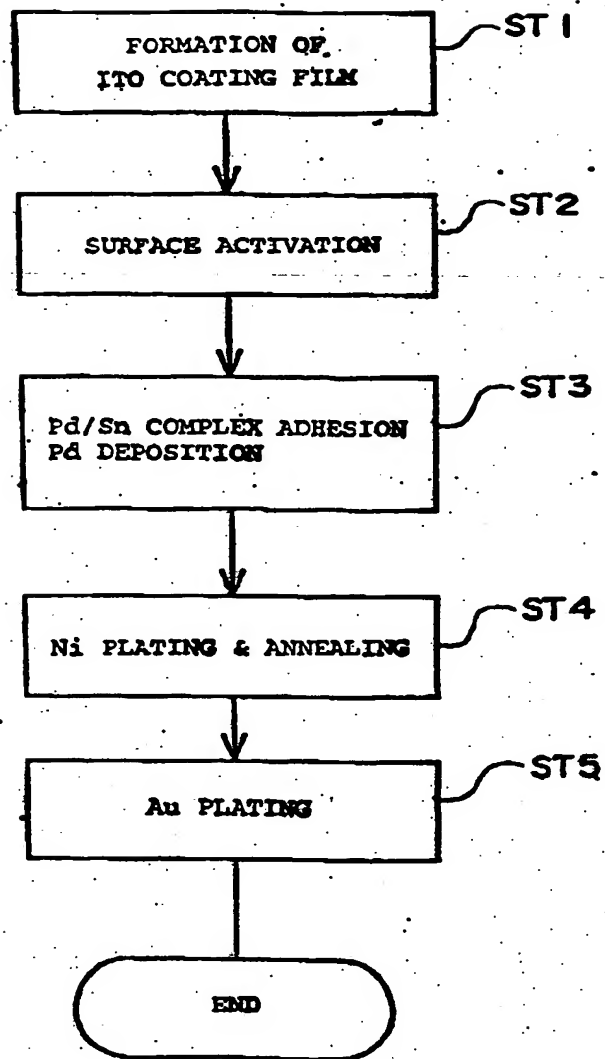 FORMATION OF
ITO COATING FILM
ST1
SURFACE ACTIVATION
ST2
Pd/Sn COMPLEX ADHESION
Pd DEPOSITION
ST3
Ni PLATING & ANNEALING
ST4
Au PLATING
ST5
END